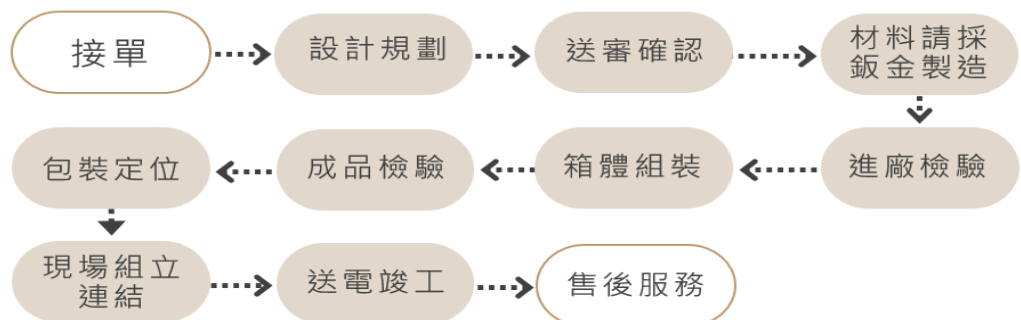 接單
設計規劃
送審確認
材料請採
鈑金製造
進廠檢驗
箱體組裝
成品檢驗
包裝定位
現場組立
連結
送電竣工
售後服務